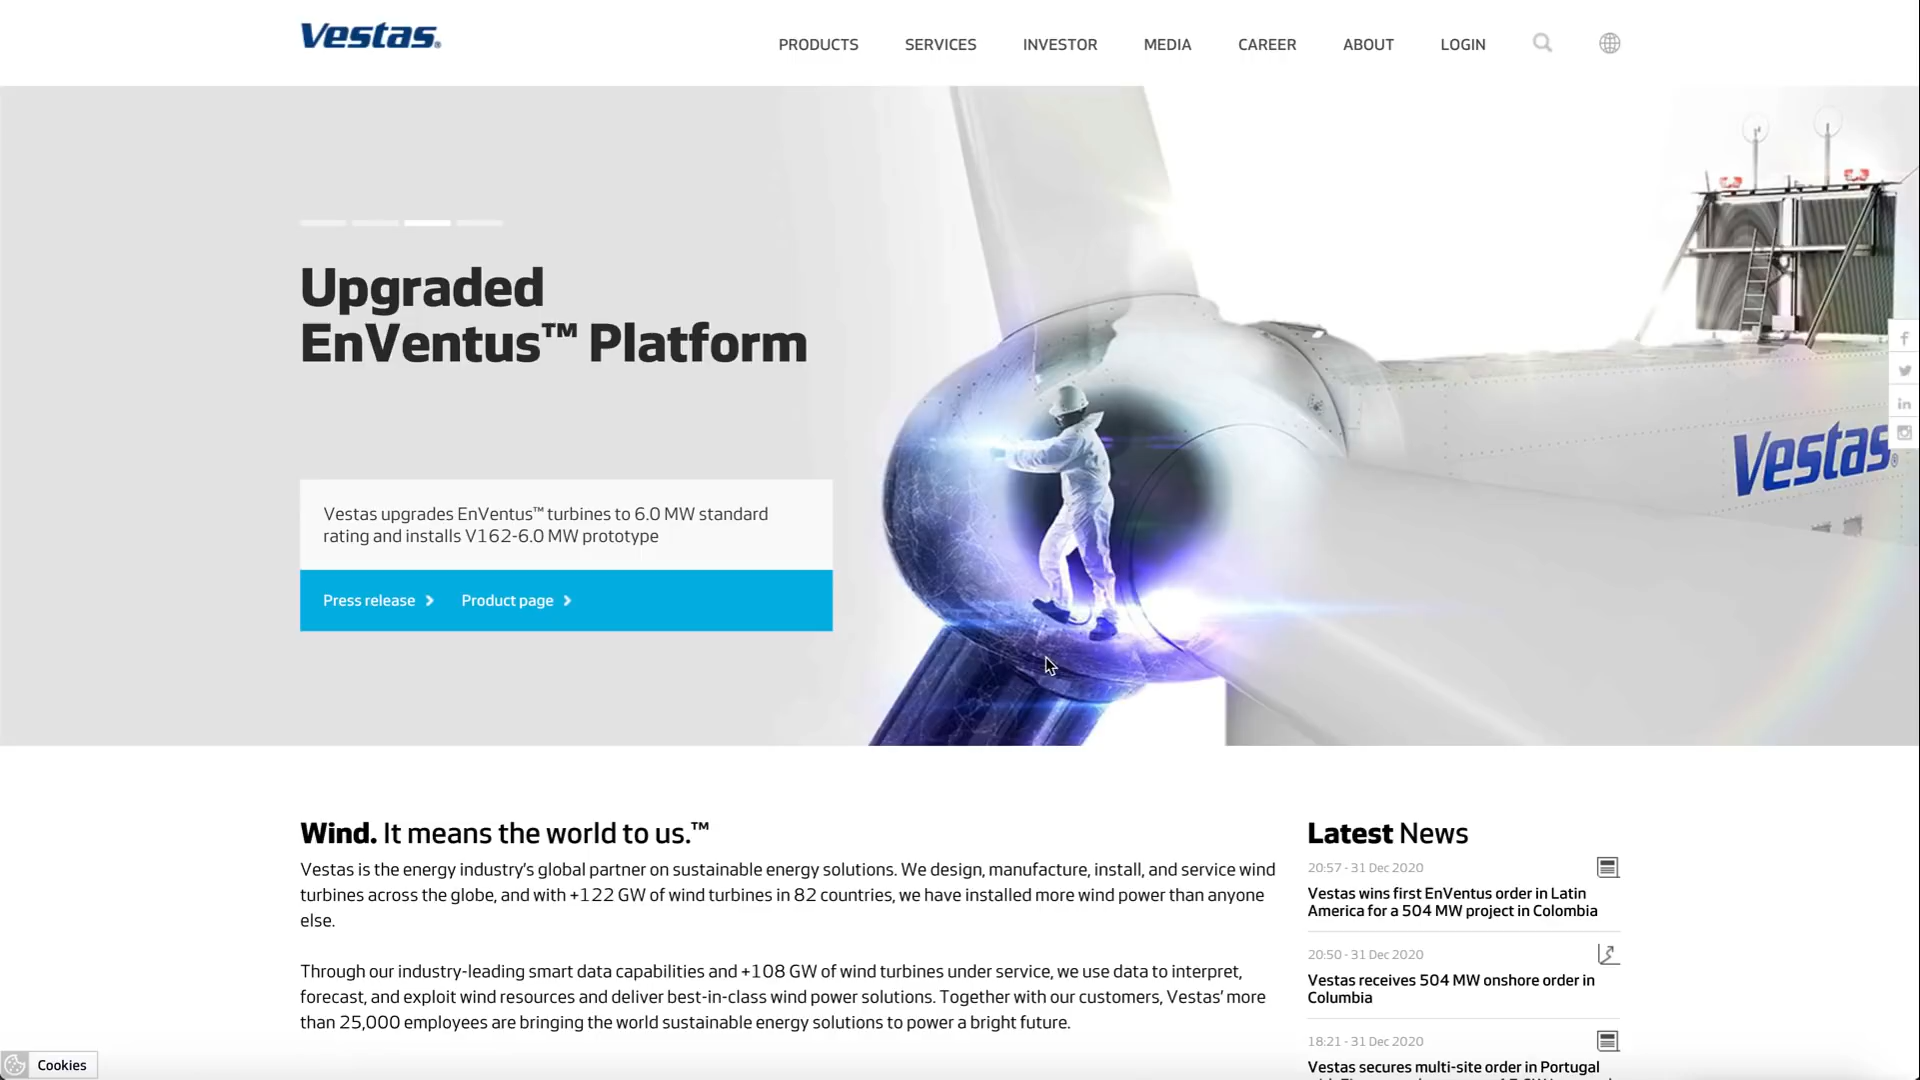 Vestas
PRODUCTS SERVICES INVESTOR MEDIA CAREER ABOUT LOGIN
Upgraded
EnVentus™ Platform
Vestas upgrades EnVentus™ turbines to 6.0 MW standard
rating and installs V162-6.0 MW prototype
Press release Product page
Vestas
Wind. It means the world to us.™
Vestas is the energy industry's global partner on sustainable energy solutions. We design, manufacture, install, and service wind
turbines across the globe, and with +122 GW of wind turbines in 82 countries, we have installed more wind power than anyone
else.
Through our industry-leading smart data capabilities and +108 GW of wind turbines under service, we use data to interpret,
forecast, and exploit wind resources and deliver best-in-class wind power solutions. Together with our customers, Vestas' more
than 25,000 employees are bringing the world sustainable energy solutions to power a bright future.
Latest News
20:57 - 31 Dec 2020
Vestas wins first EnVentus order in Latin
America for a 504 MW project in Colombia
20:50 - 31 Dec 2020
Vestas receives 504 MW onshore order in
Columbia
18:21 - 31 Dec 2020
Vestas secures multi-site order in Portugal
Cookies